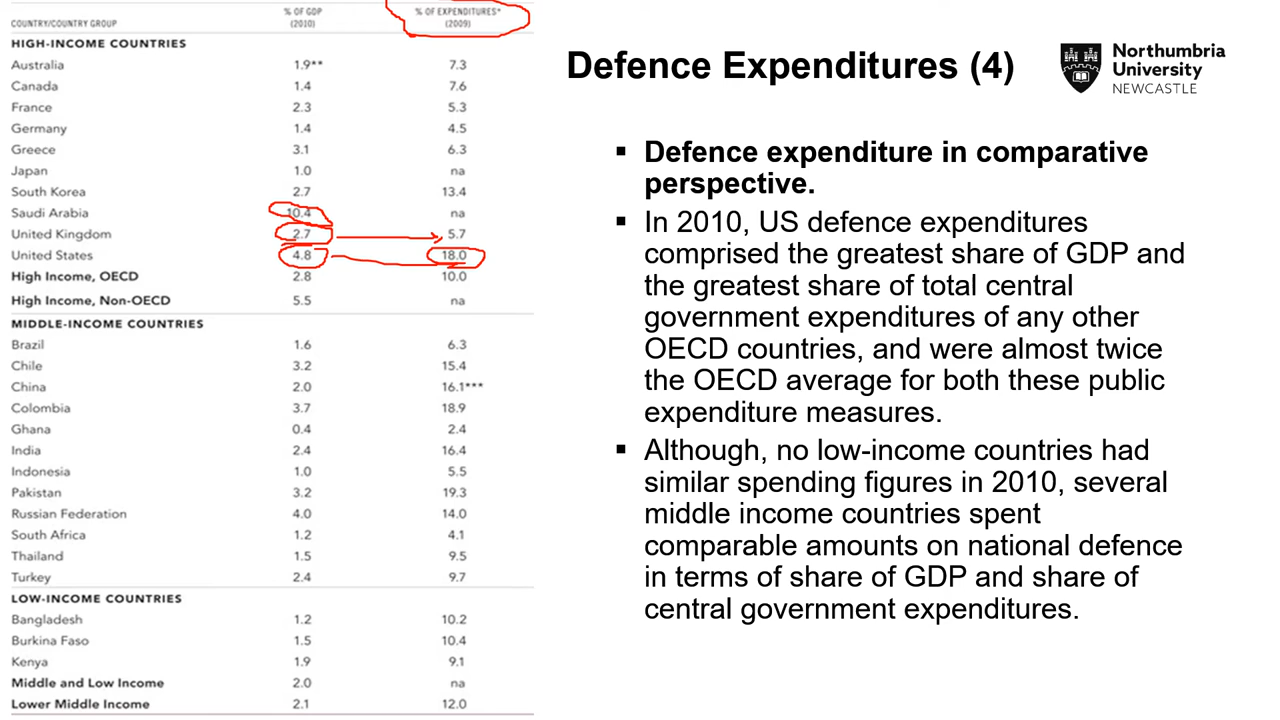 % OF GDP % OF EXPENDITURES*
COUNTRY/COUNTRY GROUP (2010) (2009)
HIGH-INCOME COUNTRIES
Australia 1.9** 7.3
Canada 1.4 7.6
France 2.3 5.3
Germany 1.4 4.5
Greece 3.1 6.3
Japan 1.0 na
South Korea 2.7 13.4
Saudi Arabia 10.4 na
United Kingdom 2.7 5.7
United States 4.8 18.0
High Income, OECD 2.8 10.0
High Income, Non-OECD 5.5 na
MIDDLE-INCOME COUNTRIES
Brazil 1.6 6.3
Chile 3.2 15.4
China 2.0 16.1***
Colombia 3.7 18.9
Ghana 0.4 2.4
India 2.4 16.4
Indonesia 1.0 5.5
Pakistan 3.2 19.3
Russian Federation 4.0 14.0
South Africa 1.2 4.1
Thailand 1.5 9.5
Turkey 2.4 9.7
LOW-INCOME COUNTRIES
Bangladesh 1.2 10.2
Burkina Faso 1.5 10.4
Kenya 1.9 9.1
Middle and Low Income 2.0 na
Lower Middle Income 2.1 12.0
Defence Expenditures (4)
Northumbria
University
NEWCASTLE
▪ Defence expenditure in comparative
perspective.
▪ In 2010, US defence expenditures
comprised the greatest share of GDP and
the greatest share of total central
government expenditures of any other
OECD countries, and were almost twice
the OECD average for both these public
expenditure measures.
▪ Although, no low-income countries had
similar spending figures in 2010, several
middle income countries spent
comparable amounts on national defence
in terms of share of GDP and share of
central government expenditures.